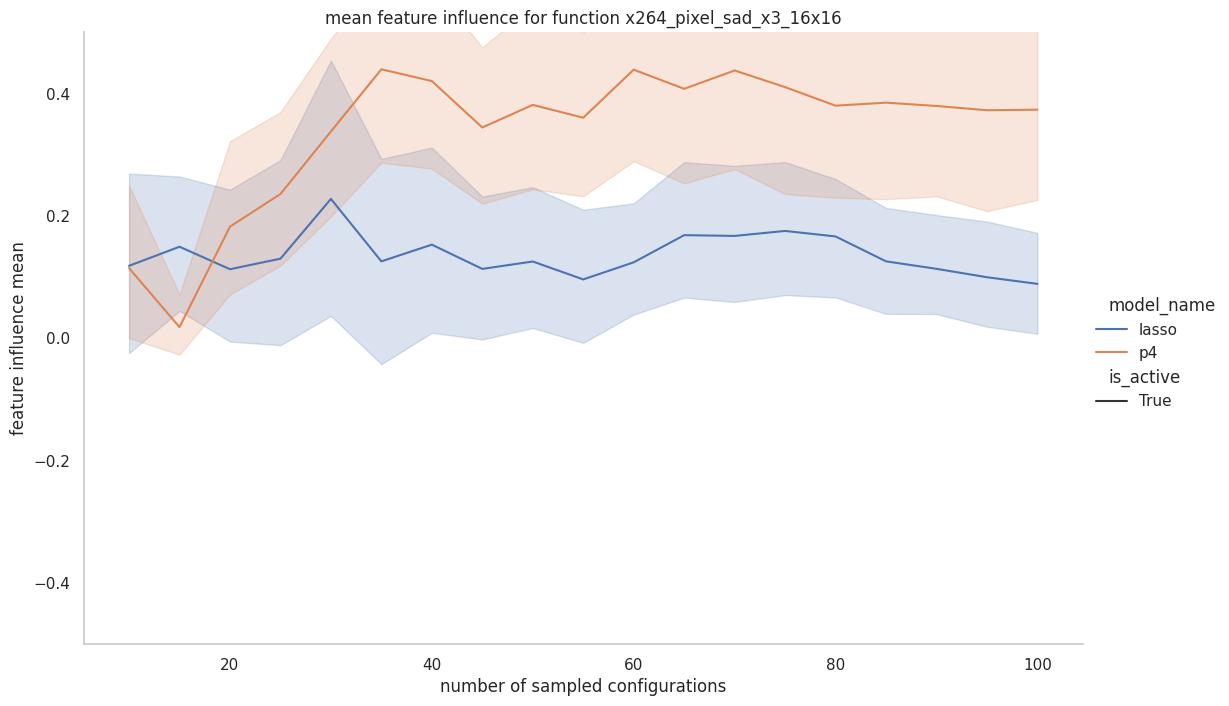 mean feature influence for function x264_pixel_sad_x3_16x16
feature influence mean
0.4
0.2
0.0
−0.2
−0.4
20
40
60
80
100
number of sampled configurations
model_name
lasso
p4
is_active
True